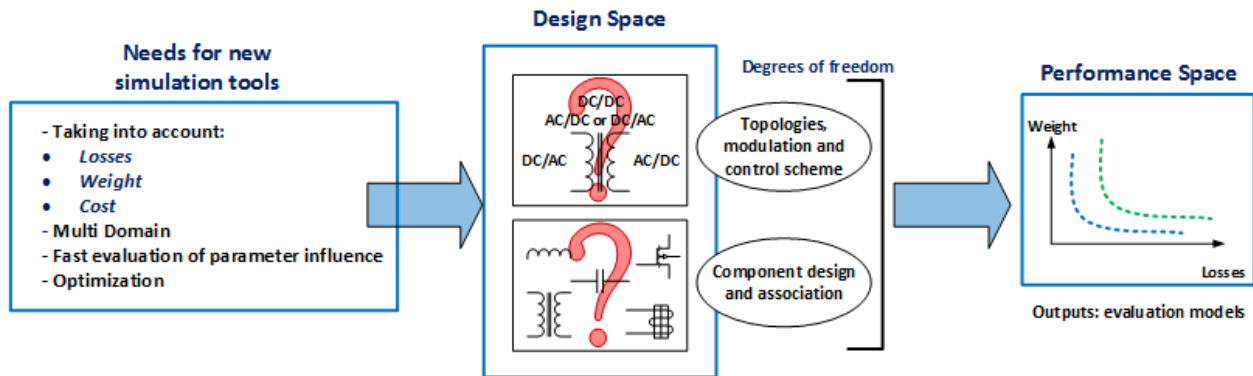 Needs for new
simulation tools
- Taking into account:
• Losses
• Weight
• Cost
- Multi Domain
- Fast evaluation of parameter influence
- Optimization
Design Space
DC/DC
AC/DC or DC/AC
DC/AC
AC/DC
Degrees of freedom
Topologies,
modulation and
control scheme
Component design
and association
Performance Space
Weight
Losses
Outputs: evaluation models